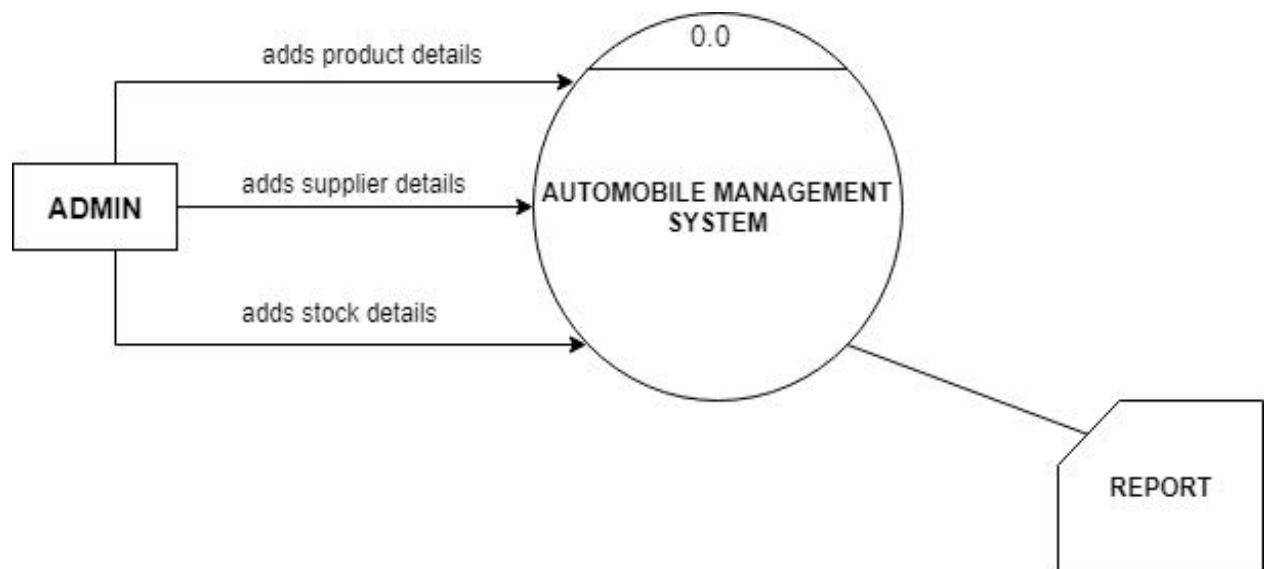 0.0
adds product details
adds supplier details
ADMIN
AUTOMOBILE MANAGEMENT
SYSTEM
adds stock details
REPORT